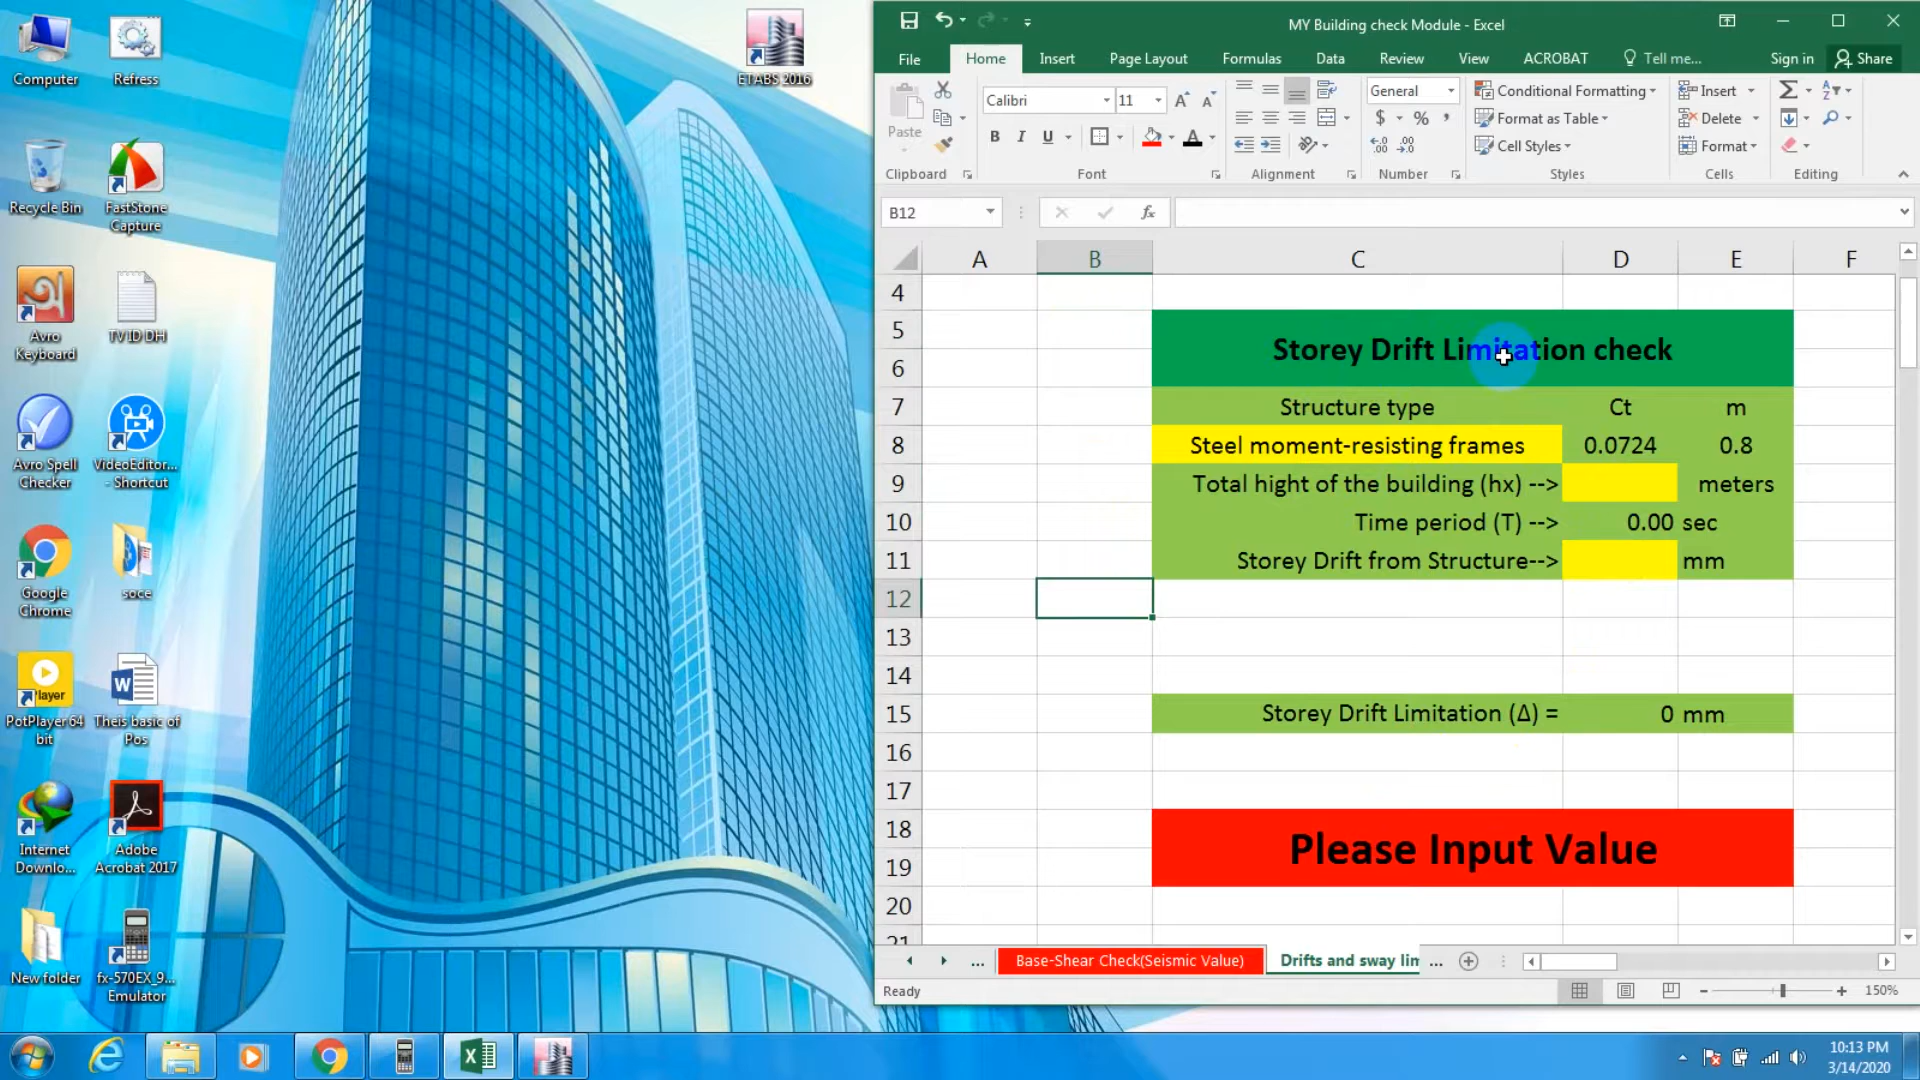 Computer
Refress
ETABS 2016
Recycle Bin
FastStone
Capture
Avro
Keyboard
TV ID DH
Avro Spell
Checker
VideoEditor...
- Shortcut
Google
Chrome
soce
Player
PotPlayer 64
bit
Theis basic of
Pos
Internet
Downlo...
Adobe
Acrobat 2017
New folder
fx-570EX_9...
Emulator
MY Building check Module - Excel
File
Home
Insert
Page Layout
Formulas
Data
Review
View
ACROBAT
Tell me...
Sign in
Share
Paste
Calibri
11
General
Conditional Formatting
Format as Table
Cell Styles
Insert
Delete
Format
Clipboard
Font
Alignment
Number
Styles
Cells
Editing
B12
fx
A B C D E F
4
5
6
Storey Drift Limitation check
7 Structure type Ct m
8 Steel moment-resisting frames 0.0724 0.8
9 Total hight of the building (hx) --> meters
10 Time period (T) --> 0.00 sec
11 Storey Drift from Structure--> mm
12
13
14
15 Storey Drift Limitation (Δ) = 0 mm
16
17
18
19
Please Input Value
20
21
... Base-Shear Check(Seismic Value) Drifts and sway lim ...
Ready
150%
10:13 PM
3/14/2020